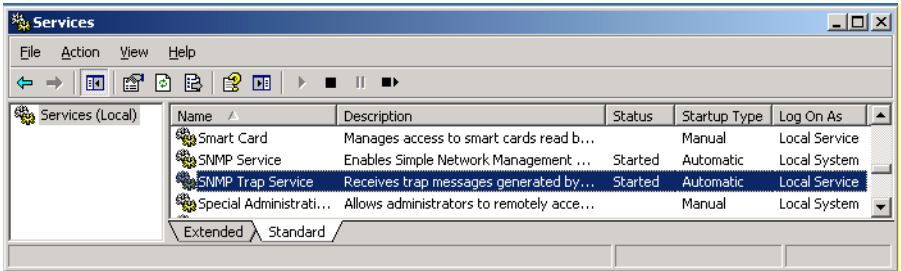 Services
File Action View Help
Services (Local)
Name Description Status Startup Type Log On As
Smart Card Manages access to smart cards read b... Manual Local Service
SNMP Service Enables Simple Network Management ... Started Automatic Local System
SNMP Trap Service Receives trap messages generated by... Started Automatic Local Service
Special Administrati... Allows administrators to remotely acce... Manual Local System
Extended Standard